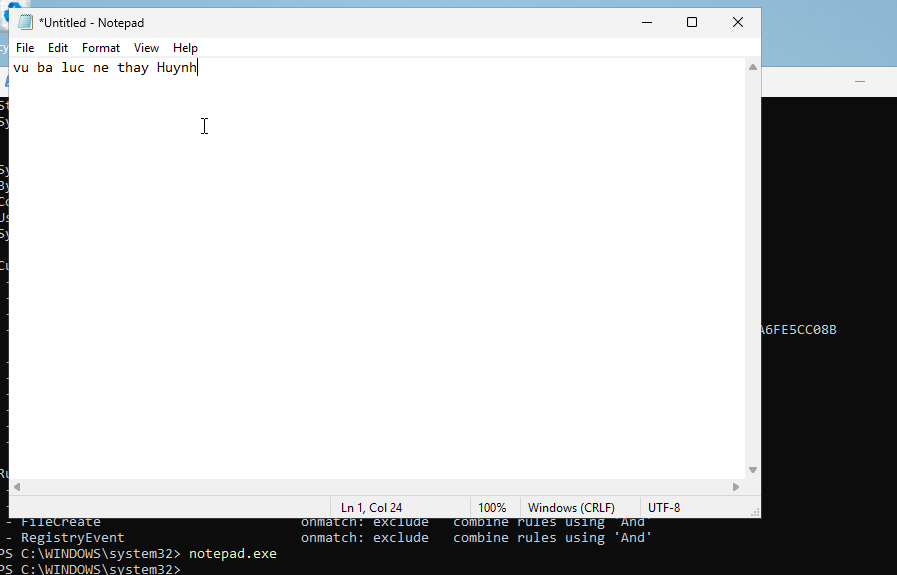 *Untitled - Notepad
File Edit Format View Help
vu ba luc ne thay Huynh
A6FE5CC08B
Ln 1, Col 24 100% Windows (CRLF) UTF-8
- FileCreate onmatch: exclude combine rules using 'And'
- RegistryEvent onmatch: exclude combine rules using 'And'
PS C:\WINDOWS\system32> notepad.exe
PS C:\WINDOWS\system32>